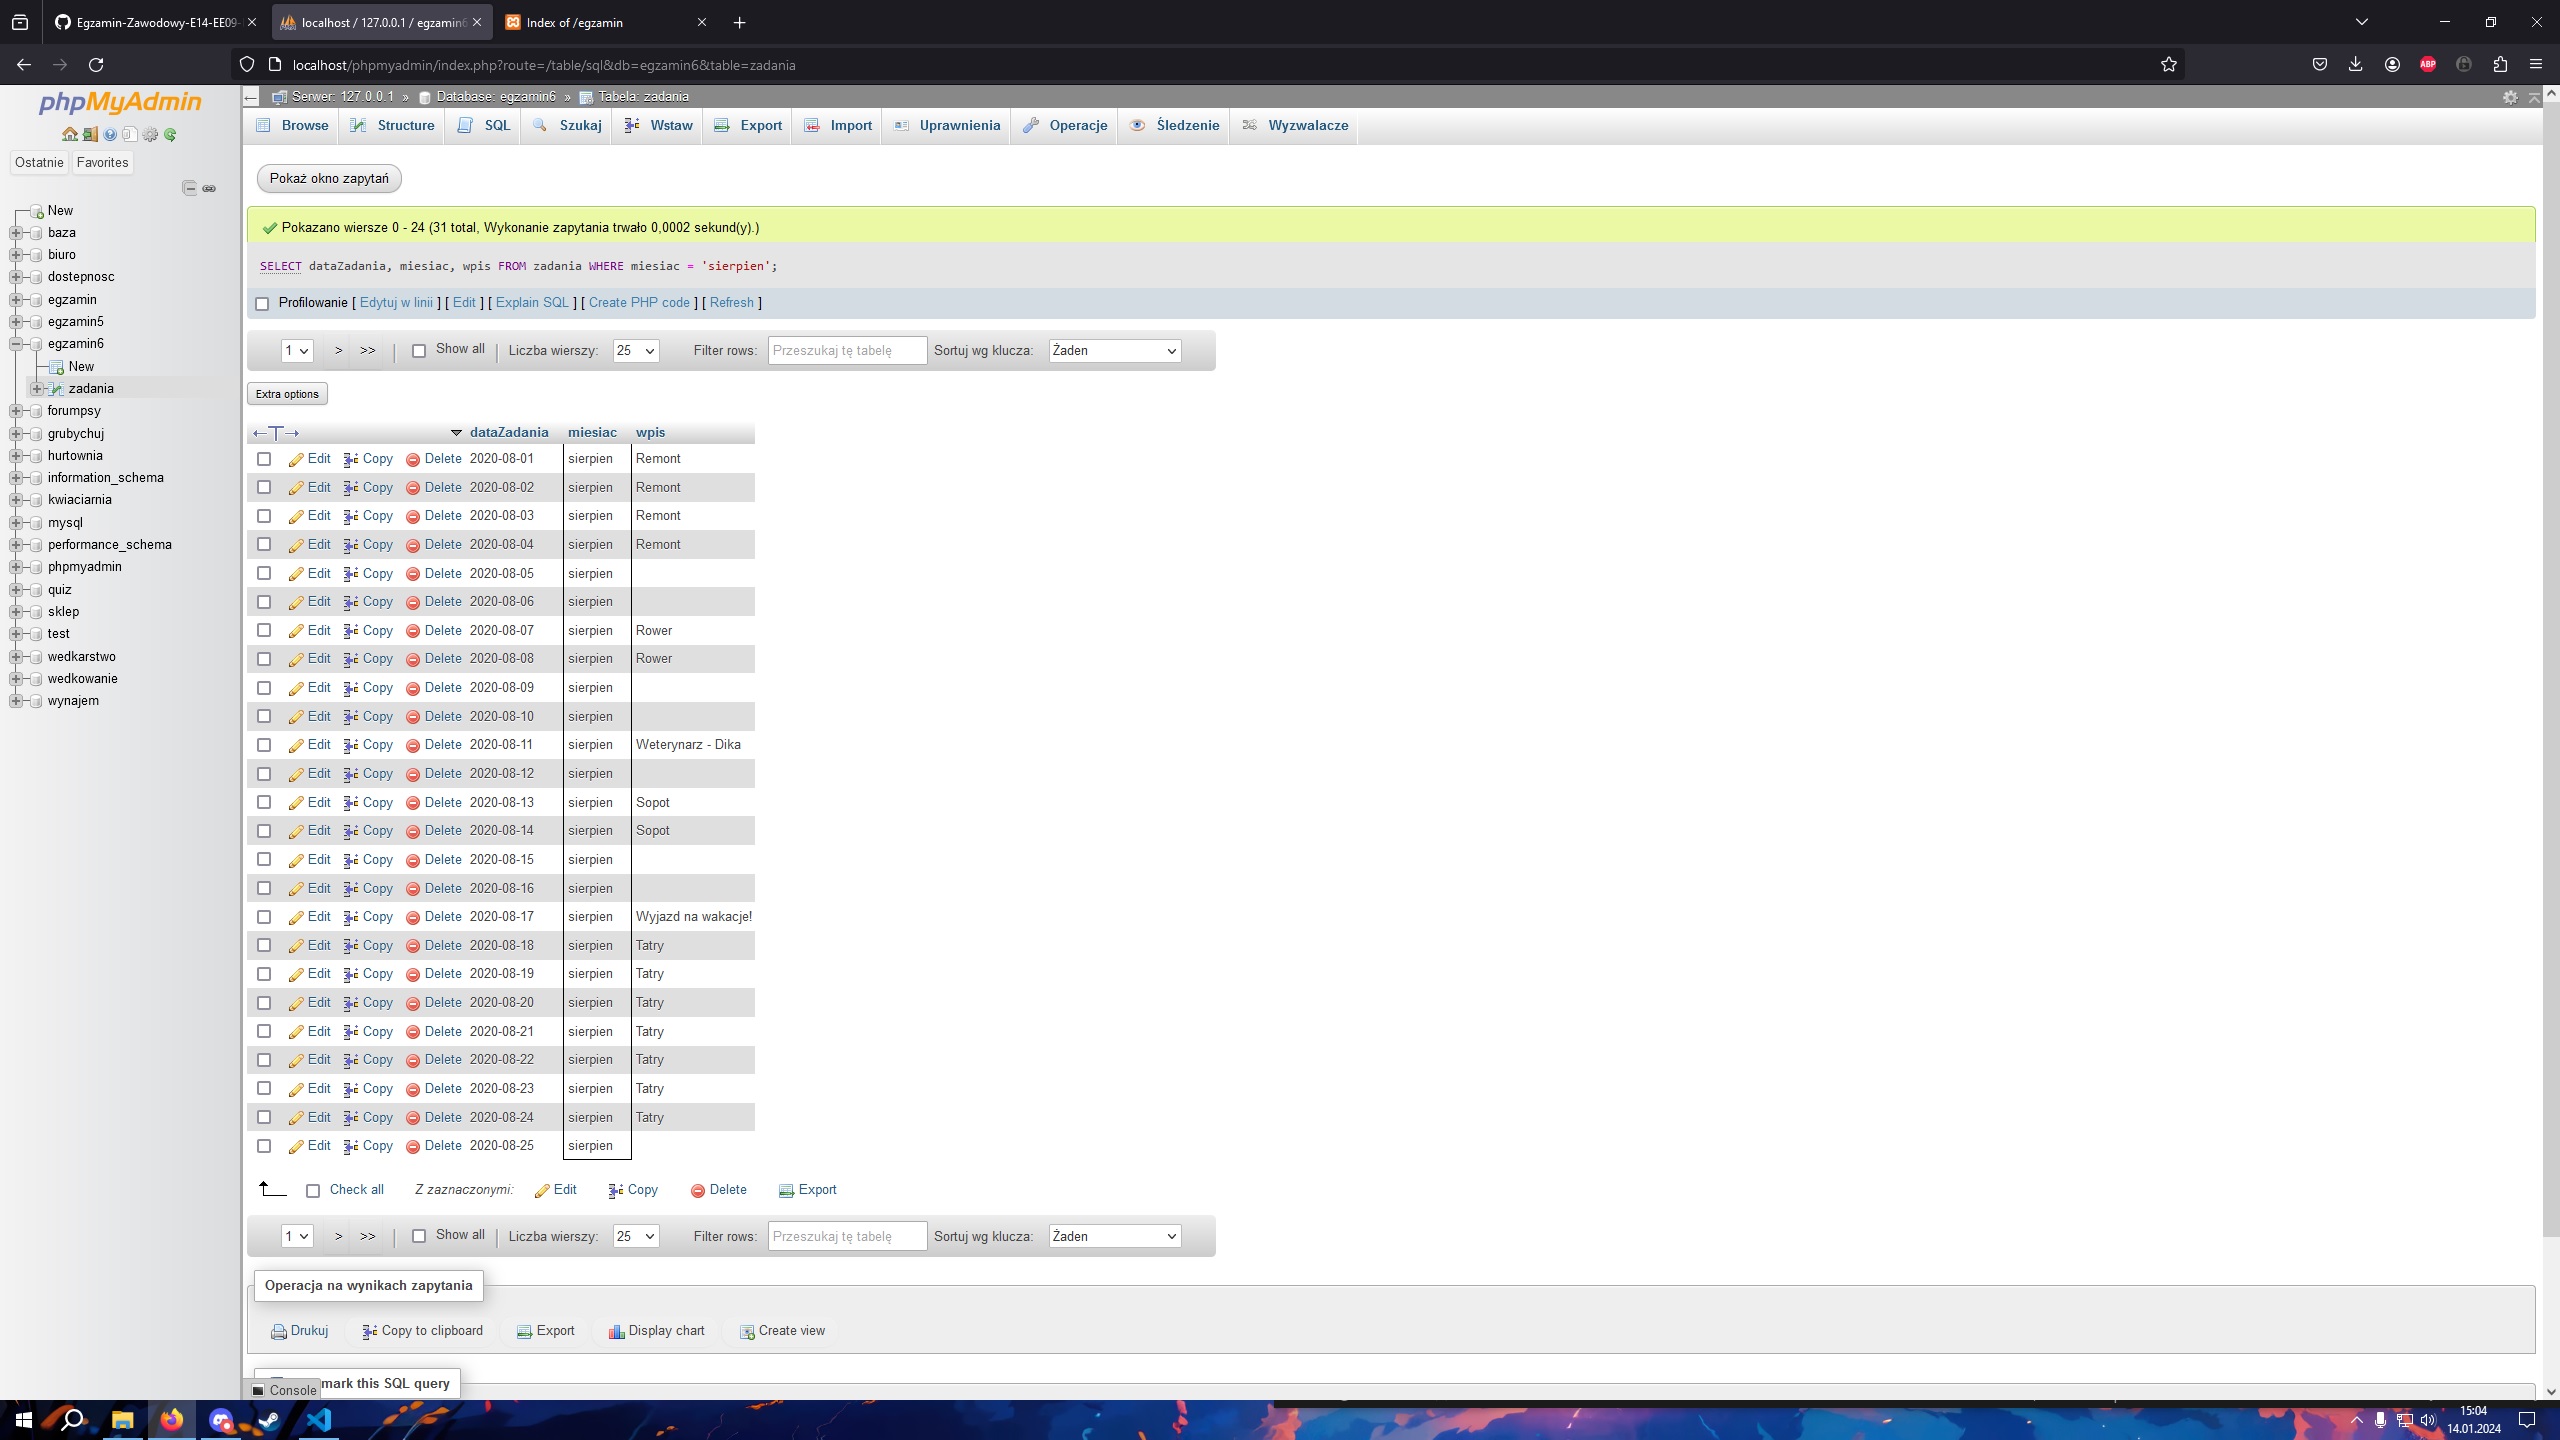 Egzamin-Zawodowy-E14-EE09-
localhost / 127.0.0.1 / egzamin6
Index of /egzamin
localhost/phpmyadmin/index.php?route=/table/sql&db=egzamin6&table=zadania
ABP
phpMyAdmin
Ostatnie Favorites
New
baza
biuro
dostepnosc
egzamin
egzamin5
egzamin6
New
zadania
forumpsy
grubychuj
hurtownia
information_schema
kwiaciarnia
mysql
performance_schema
phpmyadmin
quiz
sklep
test
wedkarstwo
wedkowanie
wynajem
Serwer: 127.0.0.1 » Database: egzamin6 » Tabela: zadania
Browse Structure SQL Szukaj Wstaw Export Import Uprawnienia Operacje Śledzenie Wyzwalacze
Pokaż okno zapytań
Pokazano wiersze 0 - 24 (31 total, Wykonanie zapytania trwało 0,0002 sekund(y).)
SELECT dataZadania, miesiac, wpis FROM zadania WHERE miesiac = 'sierpien';
Profilowanie [ Edytuj w linii ] [ Edit ] [ Explain SQL ] [ Create PHP code ] [ Refresh ]
1 > >> | Show all | Liczba wierszy: 25 Filter rows: Przeszukaj tę tabelę Sortuj wg klucza: Żaden
Extra options
←T→ dataZadania miesiac wpis
Edit Copy Delete 2020-08-01 sierpien Remont
Edit Copy Delete 2020-08-02 sierpien Remont
Edit Copy Delete 2020-08-03 sierpien Remont
Edit Copy Delete 2020-08-04 sierpien Remont
Edit Copy Delete 2020-08-05 sierpien
Edit Copy Delete 2020-08-06 sierpien
Edit Copy Delete 2020-08-07 sierpien Rower
Edit Copy Delete 2020-08-08 sierpien Rower
Edit Copy Delete 2020-08-09 sierpien
Edit Copy Delete 2020-08-10 sierpien
Edit Copy Delete 2020-08-11 sierpien Weterynarz - Dika
Edit Copy Delete 2020-08-12 sierpien
Edit Copy Delete 2020-08-13 sierpien Sopot
Edit Copy Delete 2020-08-14 sierpien Sopot
Edit Copy Delete 2020-08-15 sierpien
Edit Copy Delete 2020-08-16 sierpien
Edit Copy Delete 2020-08-17 sierpien Wyjazd na wakacje!
Edit Copy Delete 2020-08-18 sierpien Tatry
Edit Copy Delete 2020-08-19 sierpien Tatry
Edit Copy Delete 2020-08-20 sierpien Tatry
Edit Copy Delete 2020-08-21 sierpien Tatry
Edit Copy Delete 2020-08-22 sierpien Tatry
Edit Copy Delete 2020-08-23 sierpien Tatry
Edit Copy Delete 2020-08-24 sierpien Tatry
Edit Copy Delete 2020-08-25 sierpien
Check all Z zaznaczonymi: Edit Copy Delete Export
1 > >> | Show all | Liczba wierszy: 25 Filter rows: Przeszukaj tę tabelę Sortuj wg klucza: Żaden
Operacja na wynikach zapytania
Drukuj Copy to clipboard Export Display chart Create view
mark this SQL query
Console
15:04
14.01.2024